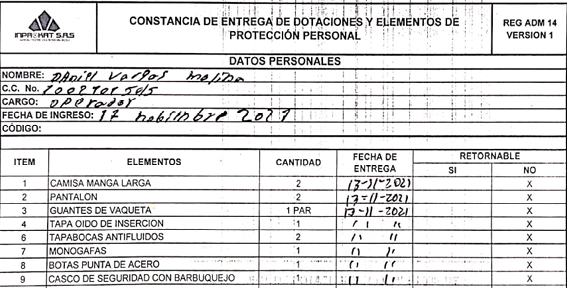 INPROKAT S.A.S
CONSTANCIA DE ENTREGA DE DOTACIONES Y ELEMENTOS DE PROTECCIÓN PERSONAL
REG ADM 14
VERSION 1
DATOS PERSONALES
NOMBRE: Daniel Vargas Molina
C.C. No.
CARGO: Operador
FECHA DE INGRESO: 17 nobiembre 2021
CÓDIGO:
ITEM ELEMENTOS CANTIDAD FECHA DE ENTREGA RETORNABLE SI NO
1 CAMISA MANGA LARGA 2 13-11-2021 X
2 PANTALON 2 13-11-2021 X
3 GUANTES DE VAQUETA 1 PAR 13-11-2021 X
4 TAPA OIDO DE INSERCION 1 " " X
6 TAPABOCAS ANTIFLUIDOS 2 " " X
7 MONOGAFAS 1 " " X
8 BOTAS PUNTA DE ACERO 1 " " X
9 CASCO DE SEGURIDAD CON BARBUQUEJO 1 " " X